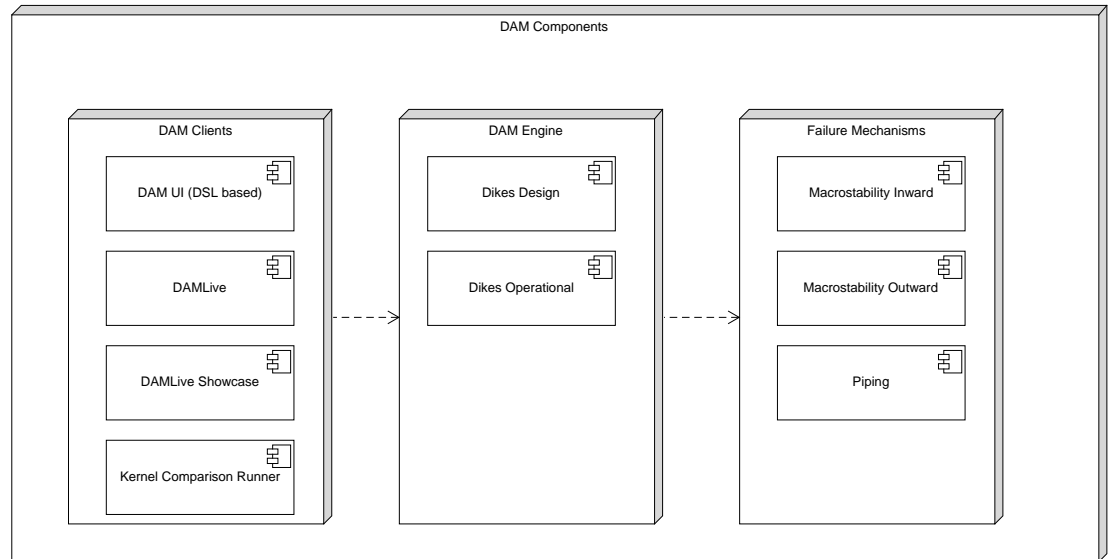 DAM Components
DAM Clients
DAM UI (DSL based)
DAMLive
DAMLive Showcase
Kernel Comparison Runner
DAM Engine
Dikes Design
Dikes Operational
Failure Mechanisms
Macrostability Inward
Macrostability Outward
Piping